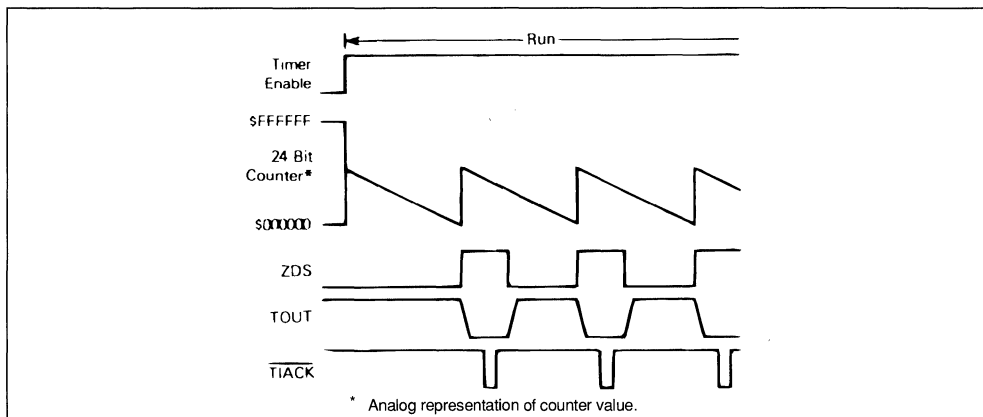 Run
Timer
Enable
$FFFFFF
24 Bit
Counter*
$000000
ZDS
TOUT
TIACK
* Analog representation of counter value.